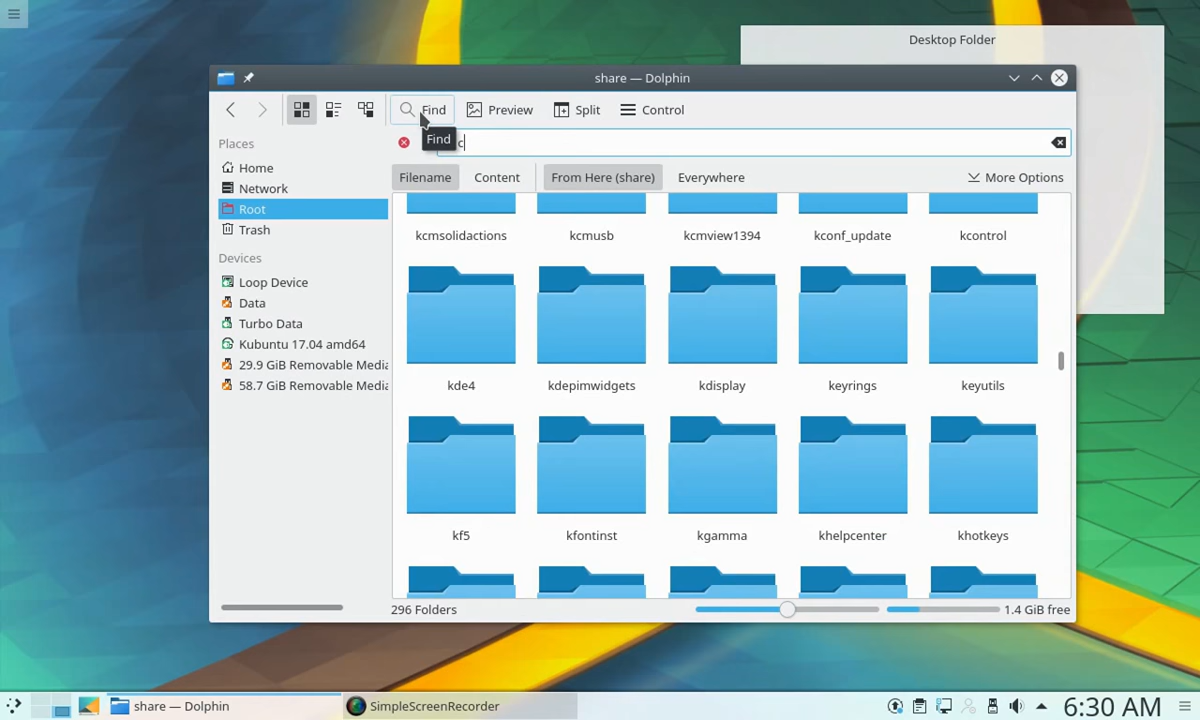 Desktop Folder
share — Dolphin
Find
Preview
Split
Control
Find
c
Filename
Content
From Here (share)
Everywhere
More Options
Places
Home
Network
Root
Trash
Devices
Loop Device
Data
Turbo Data
Kubuntu 17.04 amd64
29.9 GiB Removable Media
58.7 GiB Removable Media
kcmsolidactions
kcmusb
kcmview1394
kconf_update
kcontrol
kde4
kdepimwidgets
kdisplay
keyrings
keyutils
kf5
kfontinst
kgamma
khelpcenter
khotkeys
296 Folders
1.4 GiB free
share — Dolphin
SimpleScreenRecorder
6:30 AM